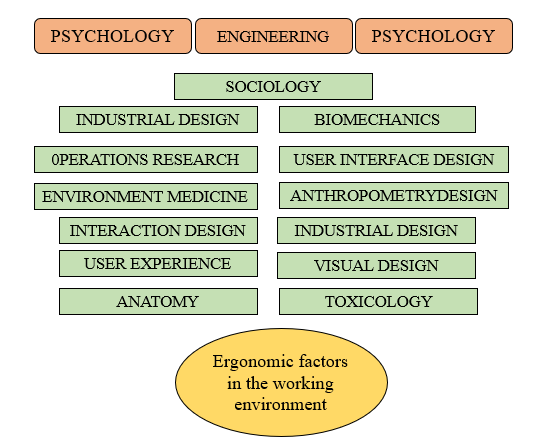 PSYCHOLOGY ENGINEERING PSYCHOLOGY
SOCIOLOGY
INDUSTRIAL DESIGN BIOMECHANICS
0PERATIONS RESEARCH USER INTERFACE DESIGN
ENVIRONMENT MEDICINE ANTHROPOMETRYDESIGN
INTERACTION DESIGN INDUSTRIAL DESIGN
USER EXPERIENCE VISUAL DESIGN
ANATOMY TOXICOLOGY
Ergonomic factors
in the working
environment